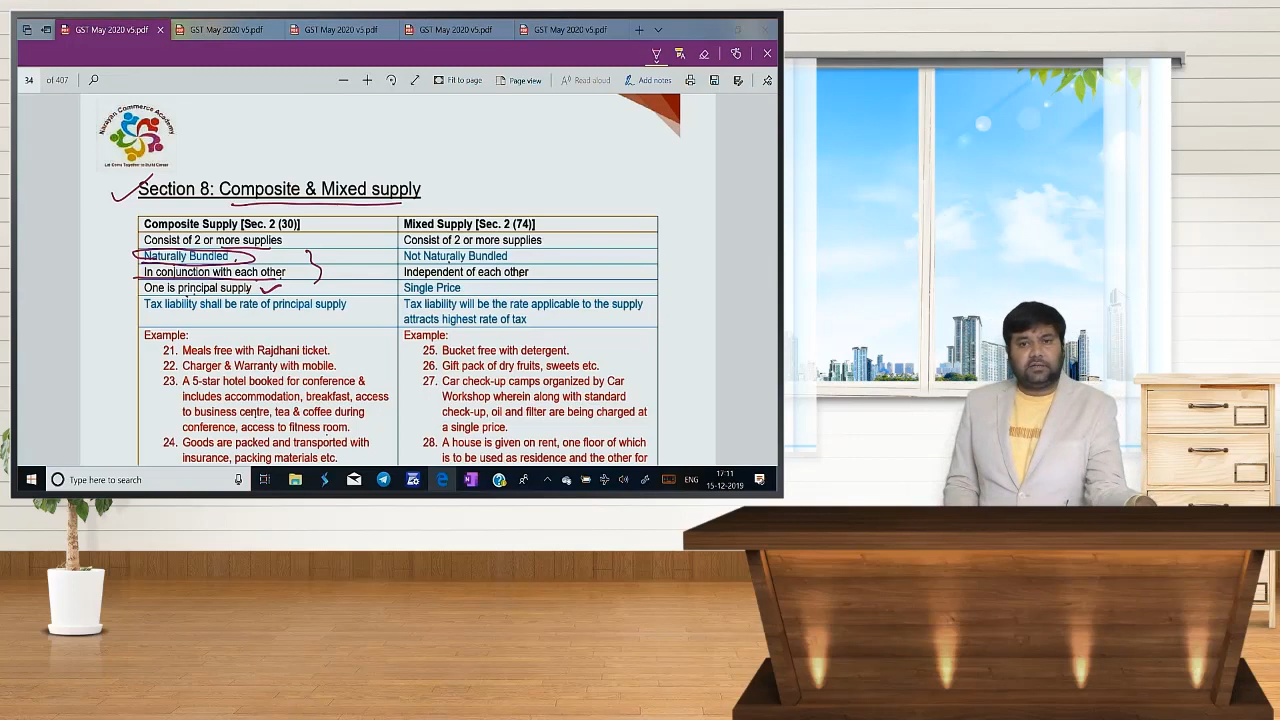 GST May 2020 v5.pdf
GST May 2020 v5.pdf
GST May 2020 v5.pdf
GST May 2020 v5.pdf
GST May 2020 v5.pdf
34 of 407
Fit to page
Page view
Read aloud
Add notes
Narayan Commerce Academy
Let Come Together to Build Career
Section 8: Composite & Mixed supply
Composite Supply [Sec. 2 (30)]
Mixed Supply [Sec. 2 (74)]
Consist of 2 or more supplies
Consist of 2 or more supplies
Naturally Bundled
Not Naturally Bundled
In conjunction with each other
Independent of each other
One is principal supply
Single Price
Tax liability shall be rate of principal supply
Tax liability will be the rate applicable to the supply
attracts highest rate of tax
Example:
21. Meals free with Rajdhani ticket.
22. Charger & Warranty with mobile.
23. A 5-star hotel booked for conference &
includes accommodation, breakfast, access
to business centre, tea & coffee during
conference, access to fitness room.
24. Goods are packed and transported with
insurance, packing materials etc.
Example:
25. Bucket free with detergent.
26. Gift pack of dry fruits, sweets etc.
27. Car check-up camps organized by Car
Workshop wherein along with standard
check-up, oil and filter are being charged at
a single price.
28. A house is given on rent, one floor of which
is to be used as residence and the other for
Type here to search
ENG
17:11
15-12-2019